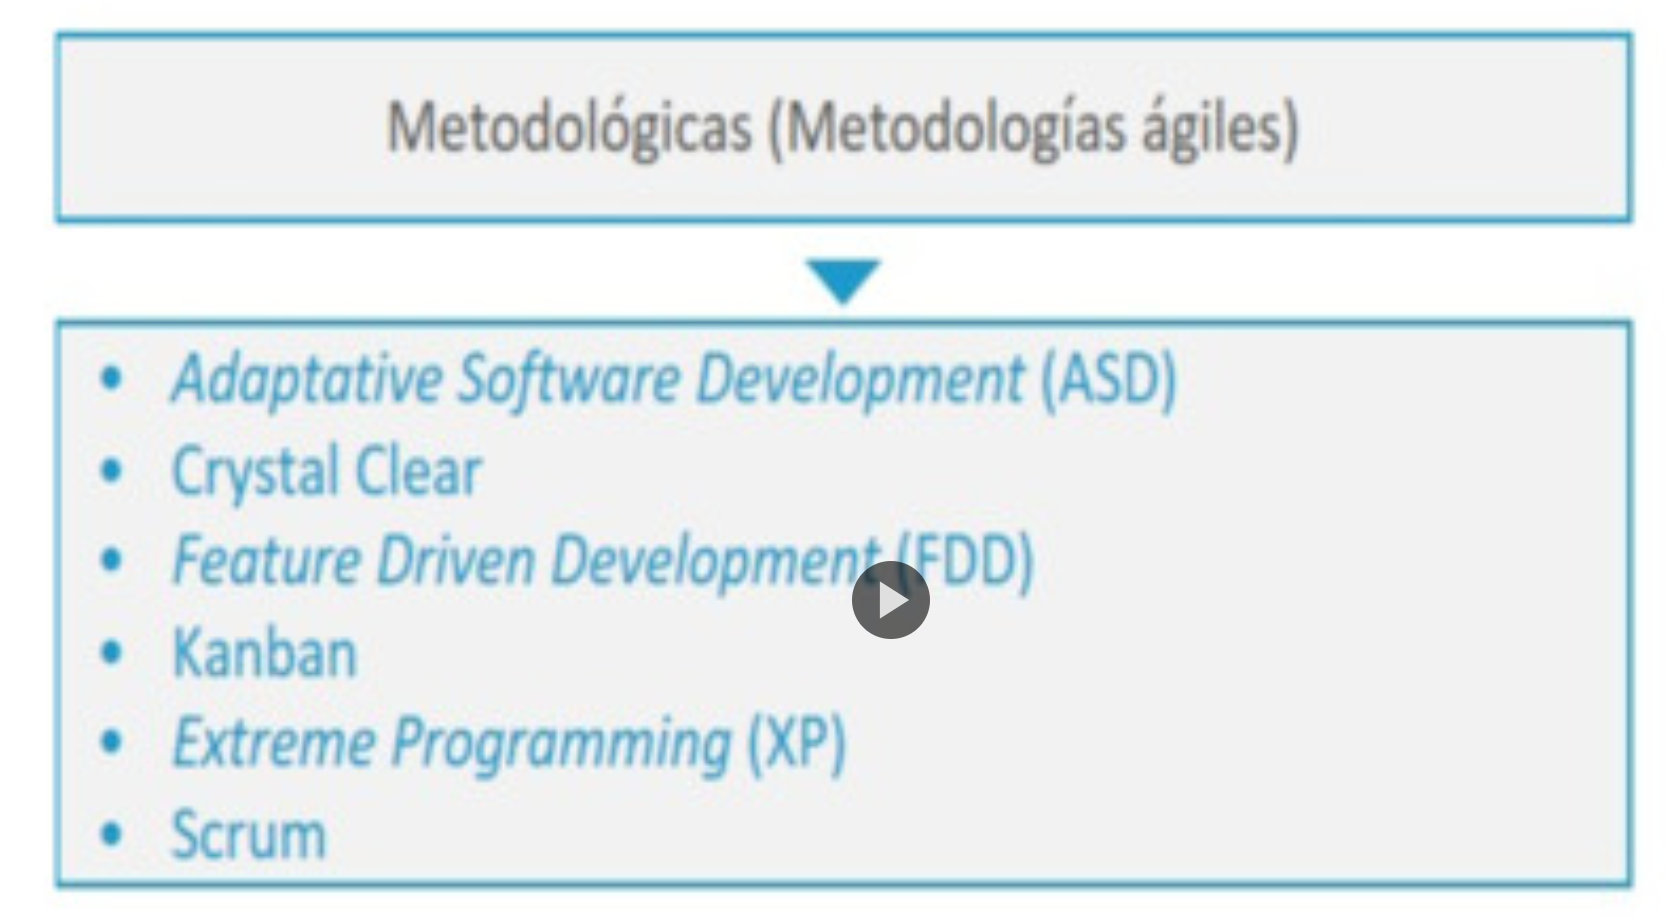 Metodológicas (Metodologías ágiles)
• Adaptative Software Development (ASD)
• Crystal Clear
• Feature Driven Development (FDD)
• Kanban
• Extreme Programming (XP)
• Scrum